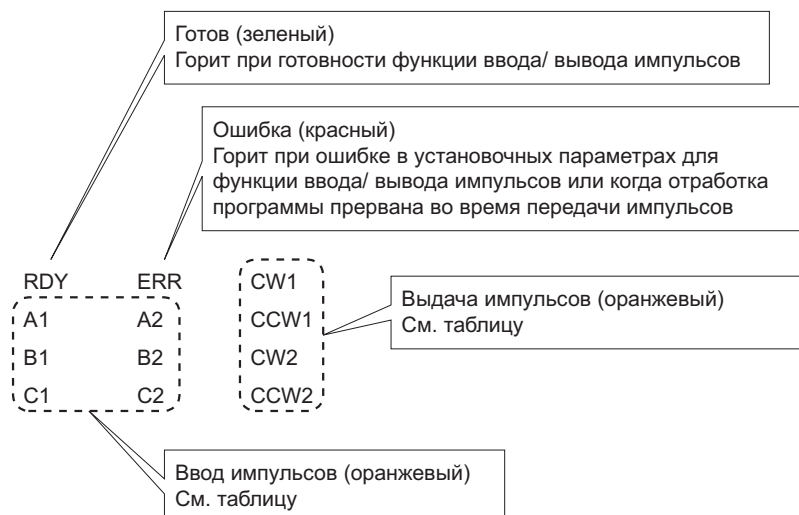 Готов (зеленый)
Горит при готовности функции ввода/ вывода импульсов
Ошибка (красный)
Горит при ошибке в установочных параметрах для
функции ввода/ вывода импульсов или когда отработка
программы прервана во время передачи импульсов
RDY ERR CW1
A1 A2 CCW1
B1 B2 CW2
C1 C2 CCW2
Выдача импульсов (оранжевый)
См. таблицу
Ввод импульсов (оранжевый)
См. таблицу